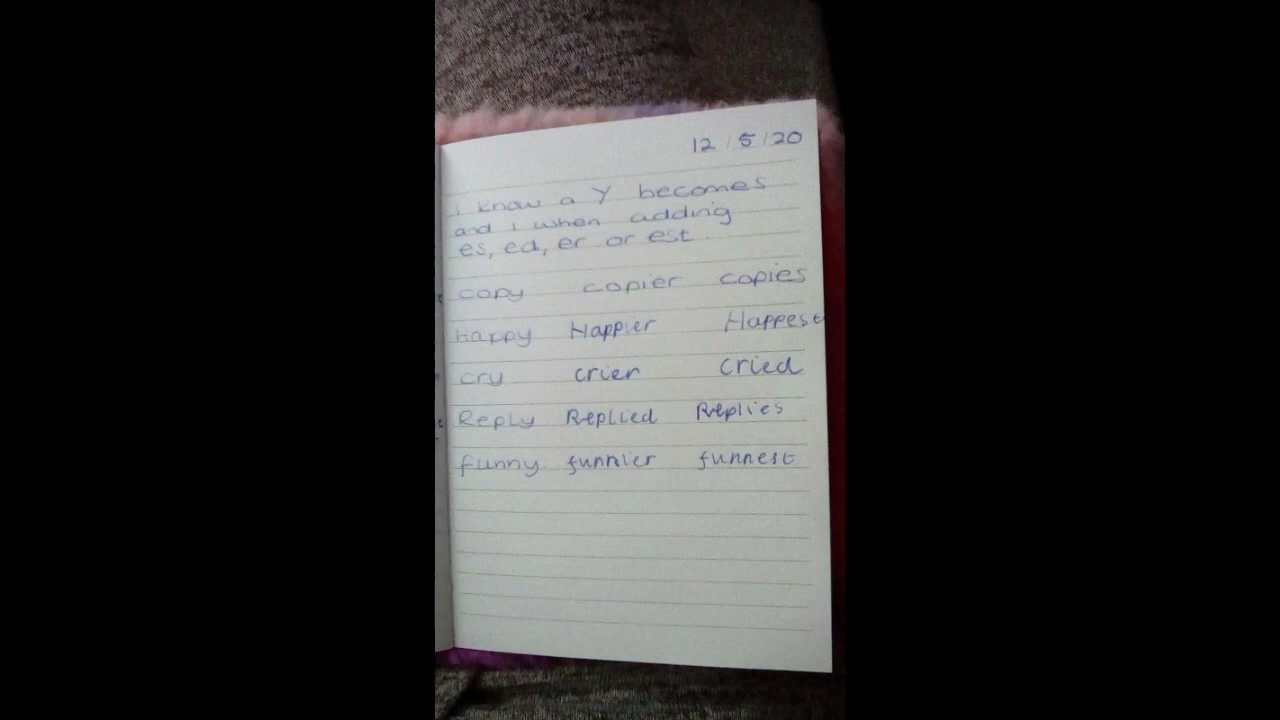 12/5/20
I know a Y becomes
and I when adding
es, ed, er or est
copy copier copies
Happy Happier Happest
cry crier cried
Reply Replied Replies
funny funnier funnest